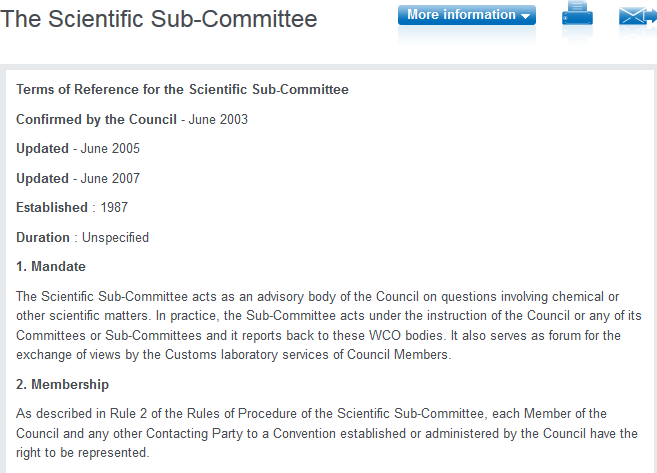 The Scientific Sub-Committee
More information
Terms of Reference for the Scientific Sub-Committee
Confirmed by the Council - June 2003
Updated - June 2005
Updated - June 2007
Established : 1987
Duration : Unspecified
1. Mandate
The Scientific Sub-Committee acts as an advisory body of the Council on questions involving chemical or
other scientific matters. In practice, the Sub-Committee acts under the instruction of the Council or any of its
Committees or Sub-Committees and it reports back to these WCO bodies. It also serves as forum for the
exchange of views by the Customs laboratory services of Council Members.
2. Membership
As described in Rule 2 of the Rules of Procedure of the Scientific Sub-Committee, each Member of the
Council and any other Contacting Party to a Convention established or administered by the Council have the
right to be represented.